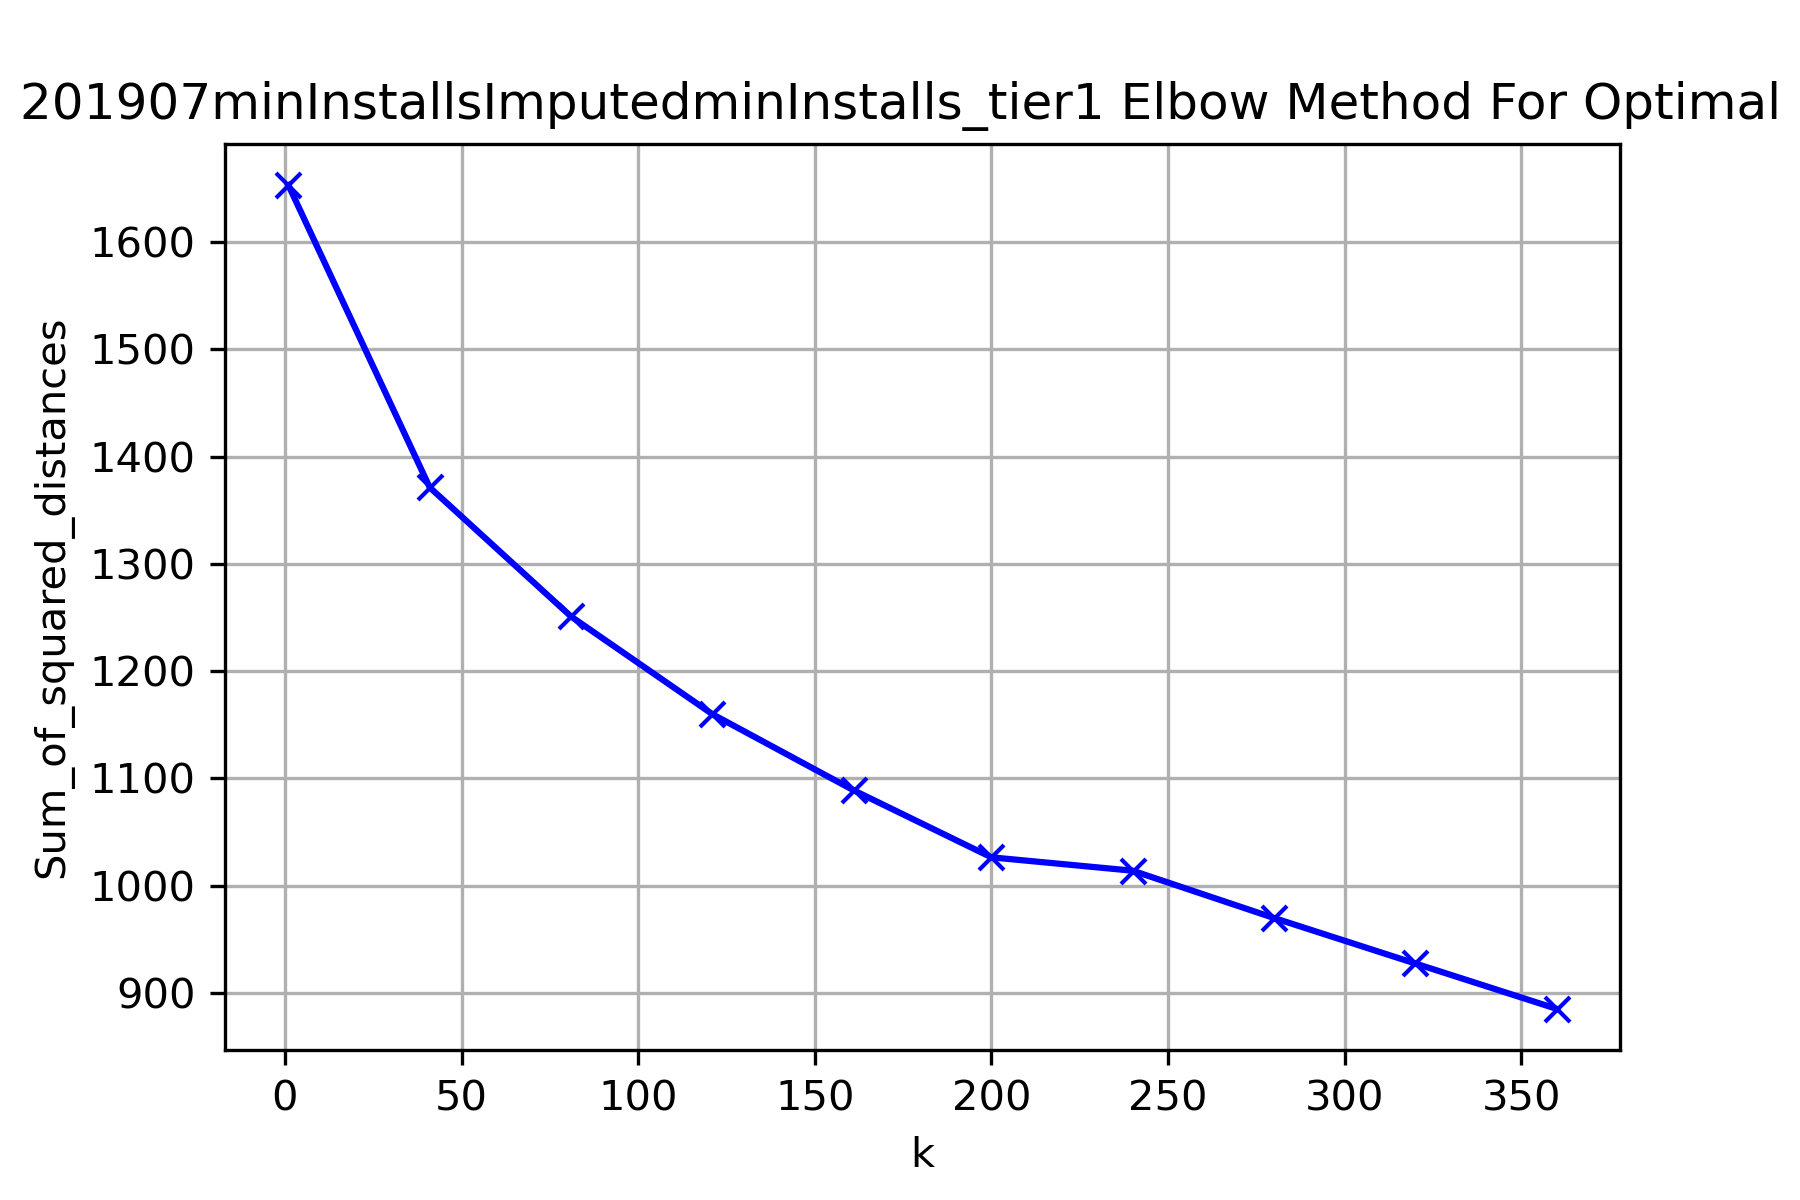 201907minInstallsImputedminInstalls_tier1 Elbow Method For Optimal
Sum_of_squared_distances
1600
1500
1400
1300
1200
1100
1000
900
0 50 100 150 200 250 300 350
k